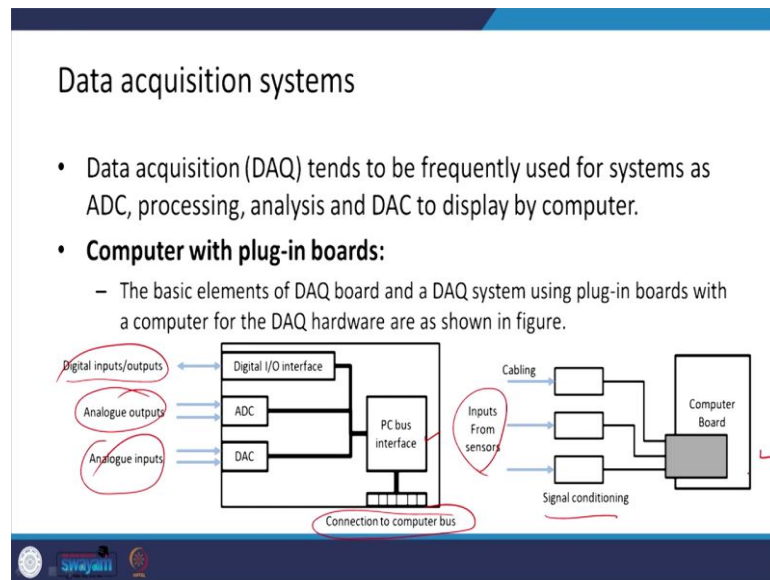 Data acquisition systems
• Data acquisition (DAQ) tends to be frequently used for systems as
ADC, processing, analysis and DAC to display by computer.
• Computer with plug-in boards:
– The basic elements of DAQ board and a DAQ system using plug-in boards with
a computer for the DAQ hardware are as shown in figure.
Digital inputs/outputs
Digital I/O interface
Analogue outputs
ADC
Analogue inputs
DAC
PC bus
interface
Connection to computer bus
Cabling
Inputs
From
sensors
Signal conditioning
Computer
Board
swayam